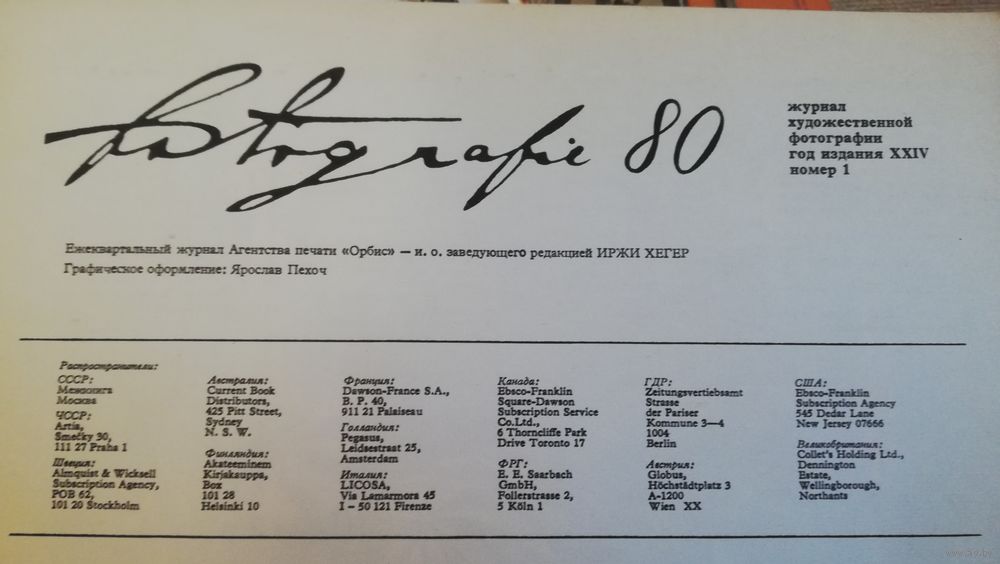 fotografie 80
журнал
художественной
фотографии
год издания XXIV
номер 1
Ежеквартальный журнал Агентства печати «Орбис» — и. о. заведующего редакцией ИРЖИ ХЕГЕР
Графическое оформление: Ярослав Пехоч
Распространители:
СССР:
Межкнига
Москва
ЧССР:
Artia,
Smečky 30,
111 27 Praha 1
Швеция:
Almquist & Wicksell
Subscription Agency,
POB 62,
101 20 Stockholm
Австралия:
Current Book
Distributors,
425 Pitt Street,
Sydney
N. S. W.
Финляндия:
Akateeminem
Kirjakauppa,
Box
101 28
Helsinki 10
Франция:
Dawson-France S.A.,
B. P. 40,
911 21 Palaiseau
Голландия:
Pegasus,
Leidsestraat 25,
Amsterdam
Италия:
LICOSA,
Via Lamarmora 45
I – 50 121 Firenze
Канада:
Ebsco-Franklin
Square-Dawson
Subscription Service
Co.Ltd.,
6 Thorncliffe Park
Drive Toronto 17
ФРГ:
E. E. Saarbach
GmbH,
Follerstrasse 2,
5 Köln 1
ГДР:
Zeitungsvertiebsamt
Strasse
der Pariser
Kommune 3—4
1004
Berlin
Австрия:
Globus,
Höchstädtplatz 3
A-1200
Wien XX
США:
Ebsco-Franklin
Subscription Agency
545 Dedar Lane
New Jersey 07666
Великобритания:
Collet's Holding Ltd.,
Dennington
Estate,
Wellingborough,
Northants